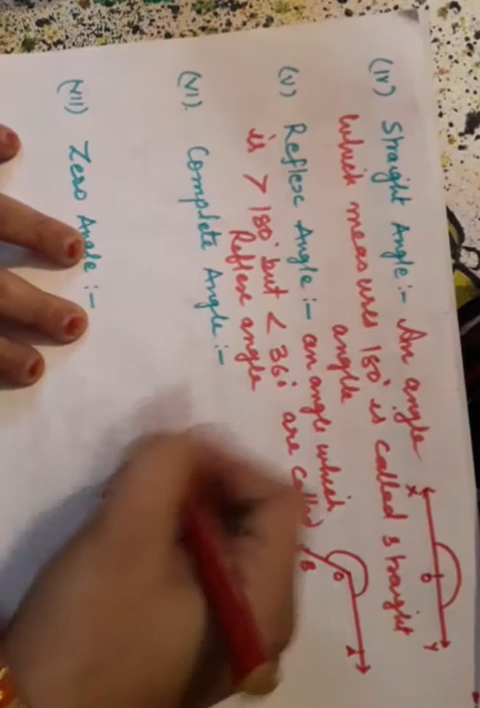 (IV) Straight Angle:- An angle
which measures 180° is called straight
angle
X O Y
(V) Reflex Angle:- an angle which
is > 180° but < 36° are called
Reflex angle
B O A
(VI). Complete Angle:-
(VII) Zero Angle:-